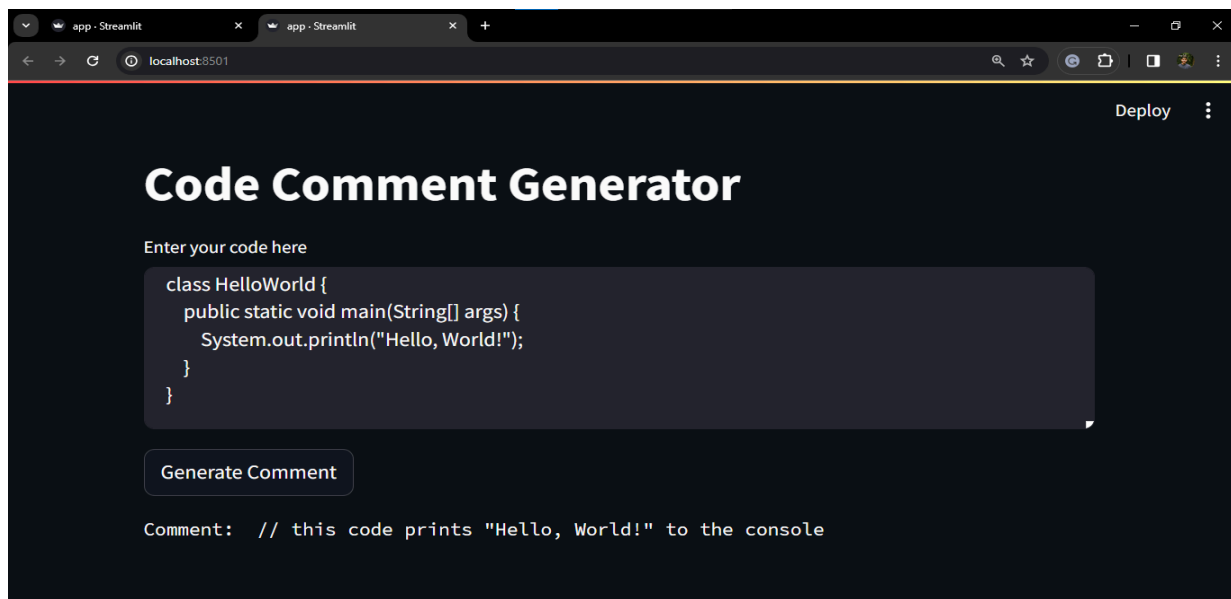 app · Streamlit
app · Streamlit
localhost:8501
Deploy
Code Comment Generator
Enter your code here
class HelloWorld {
public static void main(String[] args) {
System.out.println("Hello, World!");
}
}
Generate Comment
Comment:  // this code prints "Hello, World!" to the console